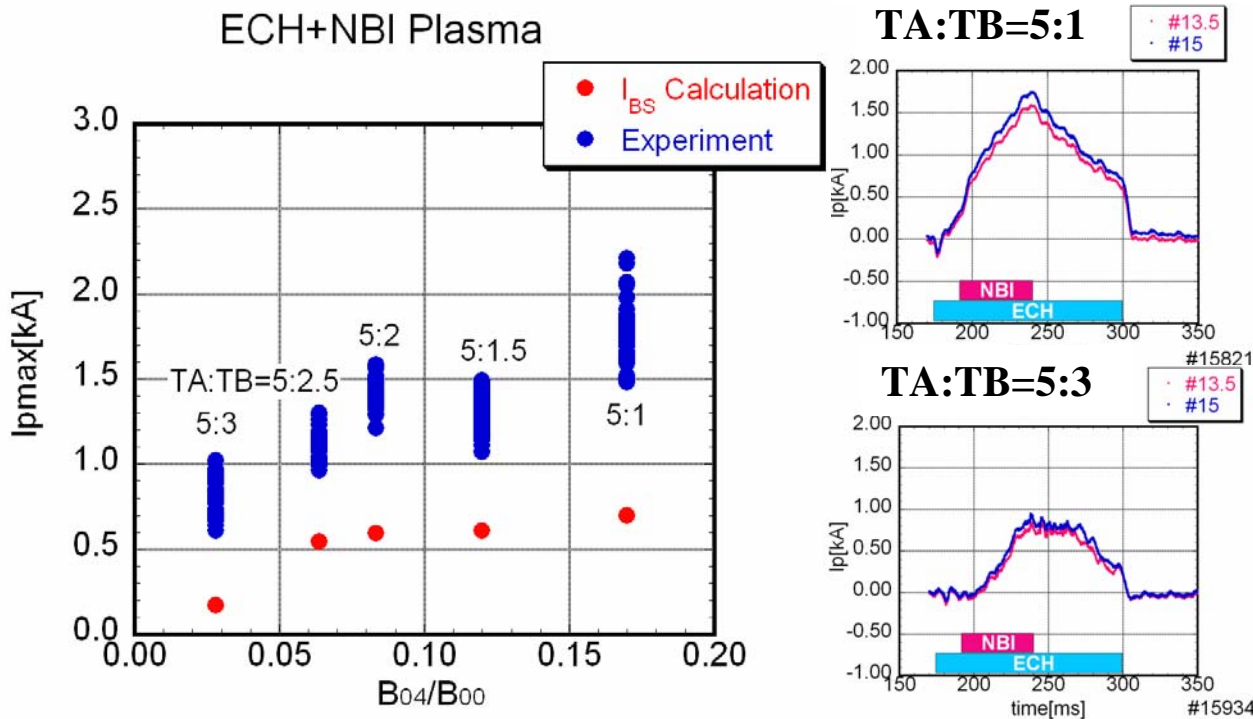 ECH+NBI Plasma
I_BS Calculation
Experiment
3.0
2.5
2.0
1.5
1.0
0.5
0.0
Ipmax[kA]
5:3
TA:TB=5:2.5
5:2
5:1.5
5:1
0.00 0.05 0.10 0.15 0.20
B04/B00
TA:TB=5:1
#13.5
#15
2.00
1.50
1.00
0.50
0.00
-0.50
-1.00
Ip[kA]
NBI
ECH
150 200 250 300 350
#15821
TA:TB=5:3
#13.5
#15
2.00
1.50
1.00
0.50
0.00
-0.50
-1.00
Ip[kA]
NBI
ECH
150 200 250 300 350
time[ms]
#15934